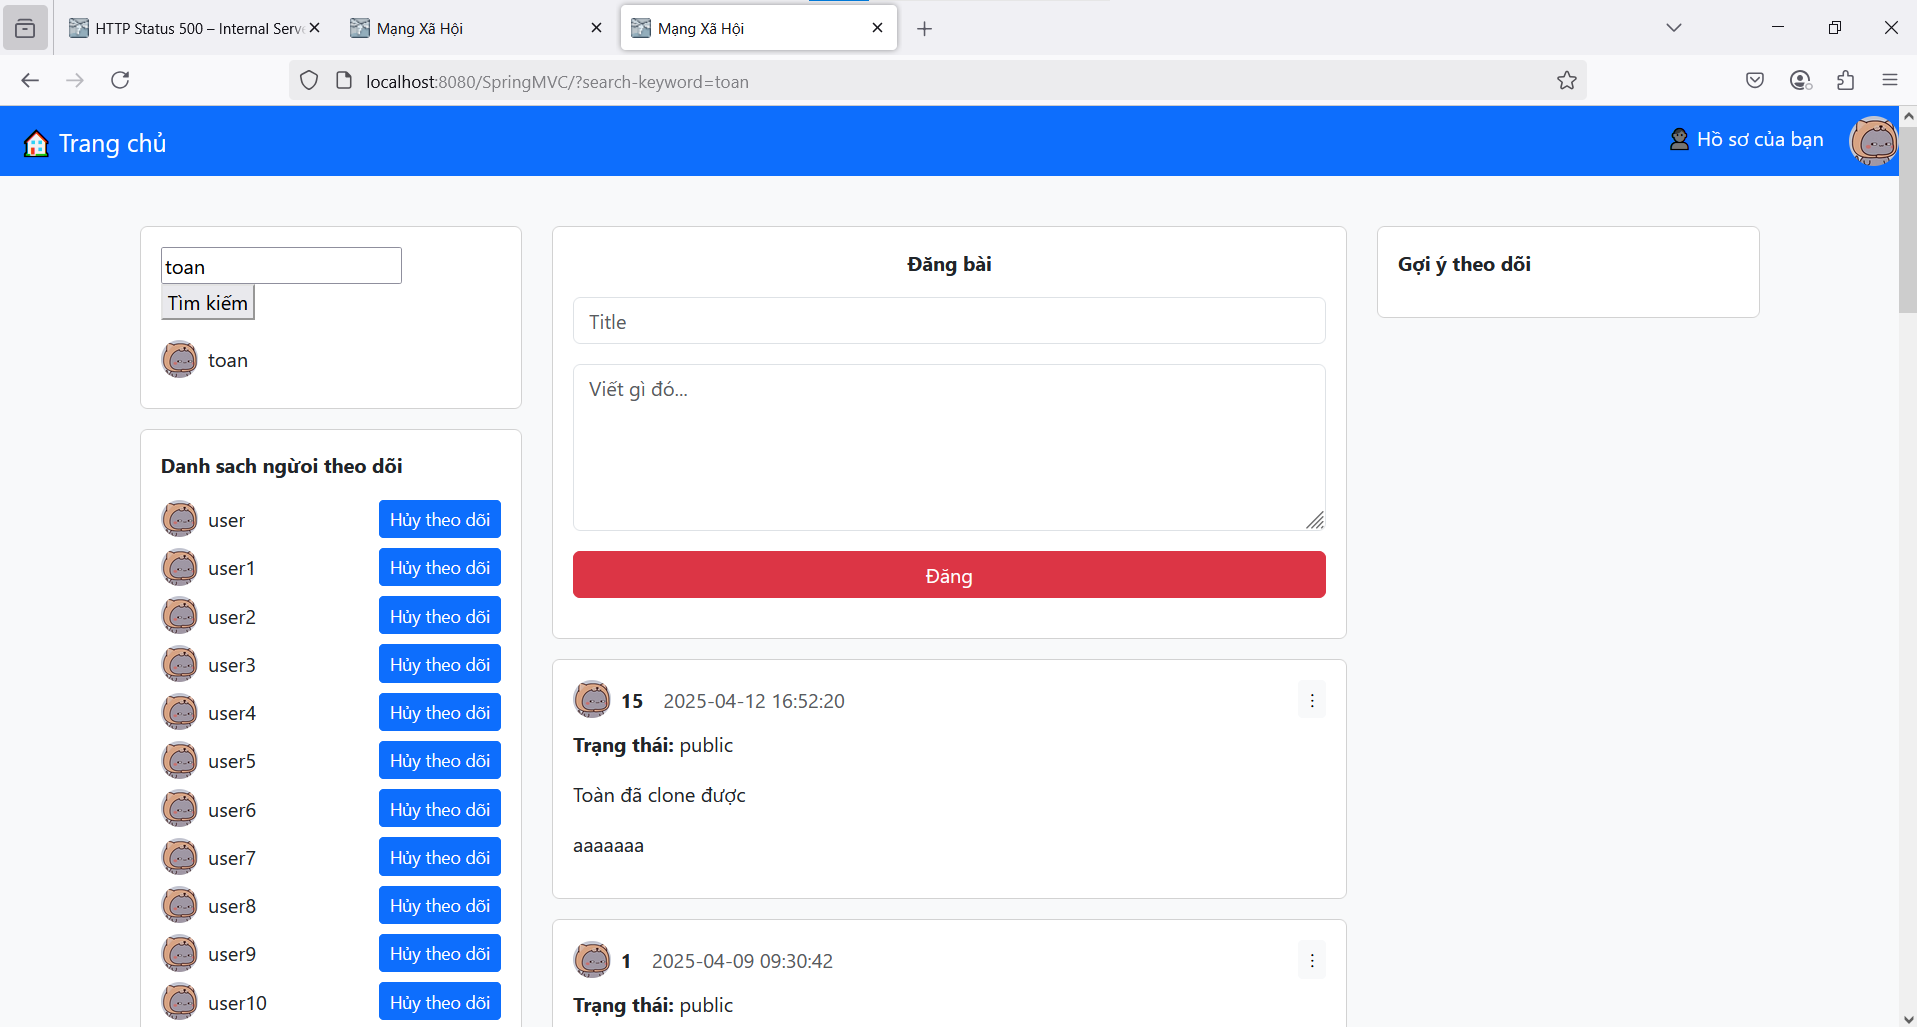 HTTP Status 500 – Internal Serve
Mạng Xã Hội
Mạng Xã Hội
localhost:8080/SpringMVC/?search-keyword=toan
Trang chủ
Hồ sơ của bạn
toan
Tìm kiếm
toan
Danh sach ngừoi theo dõi
user Hủy theo dõi
user1 Hủy theo dõi
user2 Hủy theo dõi
user3 Hủy theo dõi
user4 Hủy theo dõi
user5 Hủy theo dõi
user6 Hủy theo dõi
user7 Hủy theo dõi
user8 Hủy theo dõi
user9 Hủy theo dõi
user10 Hủy theo dõi
Đăng bài
Title
Viết gì đó...
Đăng
15 2025-04-12 16:52:20
Trạng thái: public
Toàn đã clone được
aaaaaaa
1 2025-04-09 09:30:42
Trạng thái: public
Gợi ý theo dõi